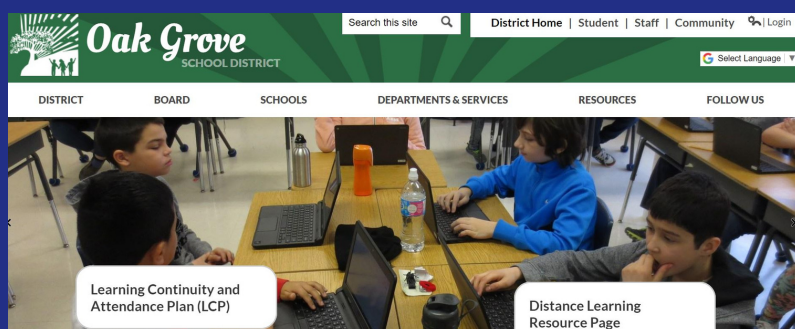 Search this site
District Home | Student | Staff | Community | Login
Oak Grove
SCHOOL DISTRICT
G Select Language | ▼
DISTRICT BOARD SCHOOLS DEPARTMENTS & SERVICES RESOURCES FOLLOW US
Learning Continuity and
Attendance Plan (LCP)
Distance Learning
Resource Page